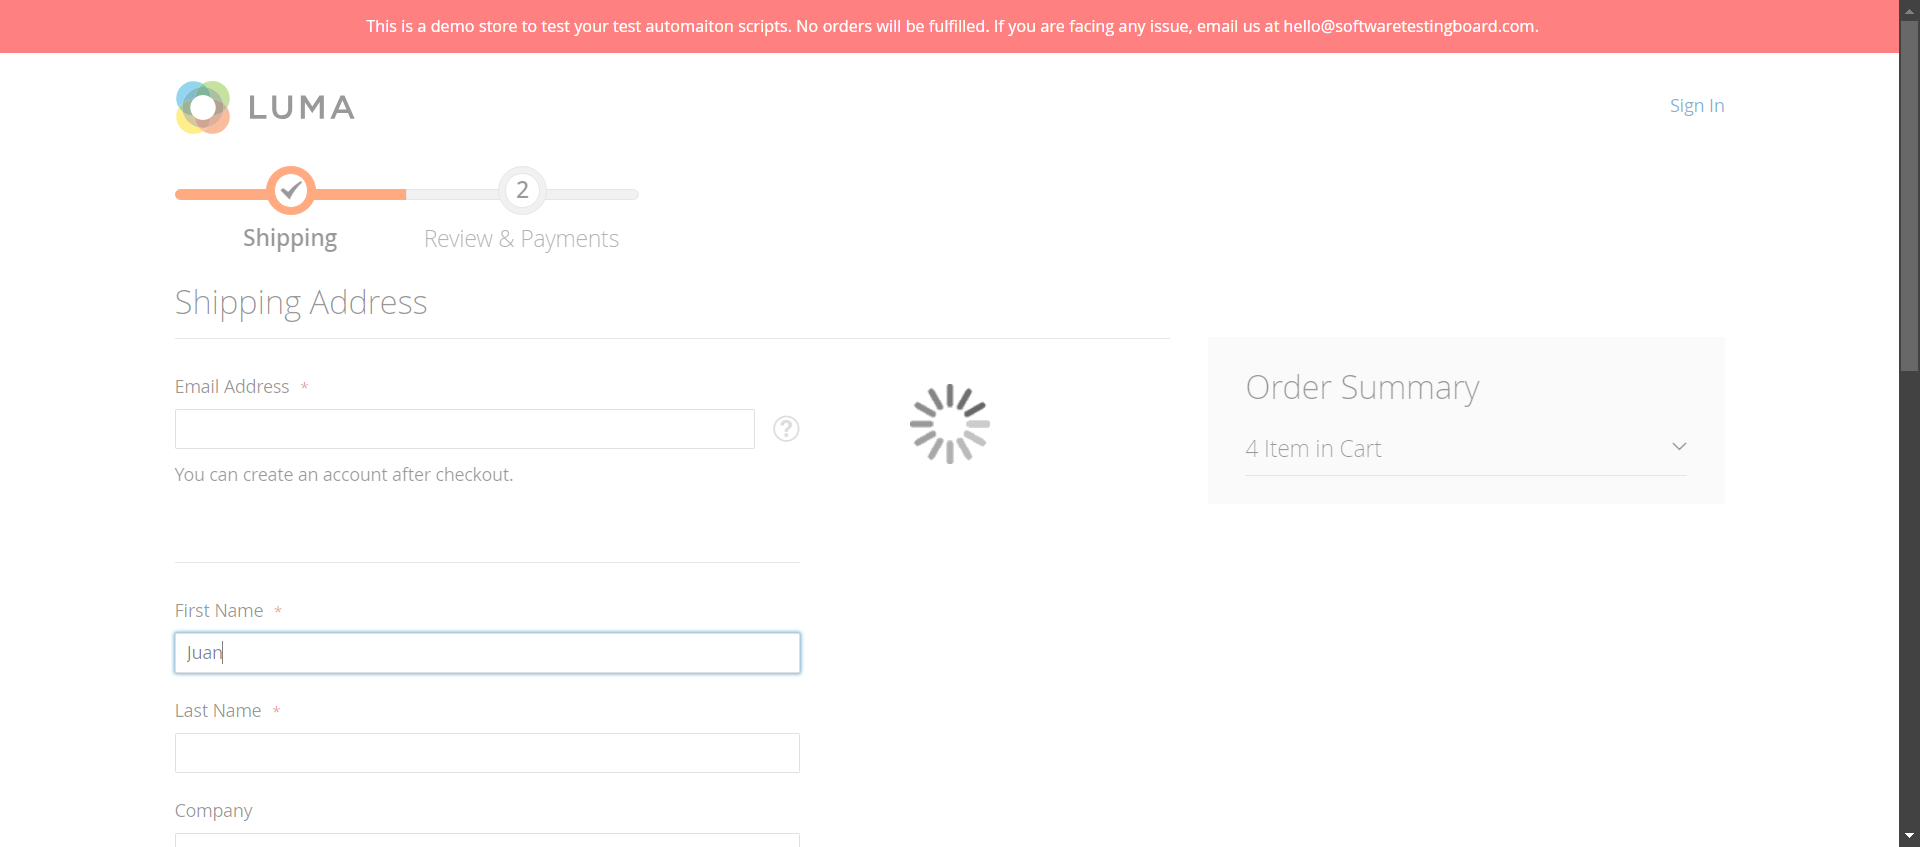 This is a demo store to test your test automaiton scripts. No orders will be fulfilled. If you are facing any issue, email us at hello@softwaretestingboard.com.
LUMA
Sign In
2
Shipping
Review & Payments
Shipping Address
Email Address *
?
You can create an account after checkout.
Order Summary
4 Item in Cart
First Name *
Juan
Last Name *
Company